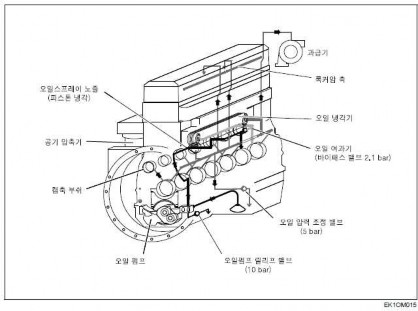 과급기
오일스프레이 노즐
(피스톤 냉각)
록커암 축
공기 압축기
오일 냉각기
오일 여과기
(바이패스 밸브 2,1 bar)
캠축 부쉬
오일 압력 조정 밸브
(5 bar)
오일 펌프
오일펌프 릴리프 밸브
(10 bar)
EK1OM015